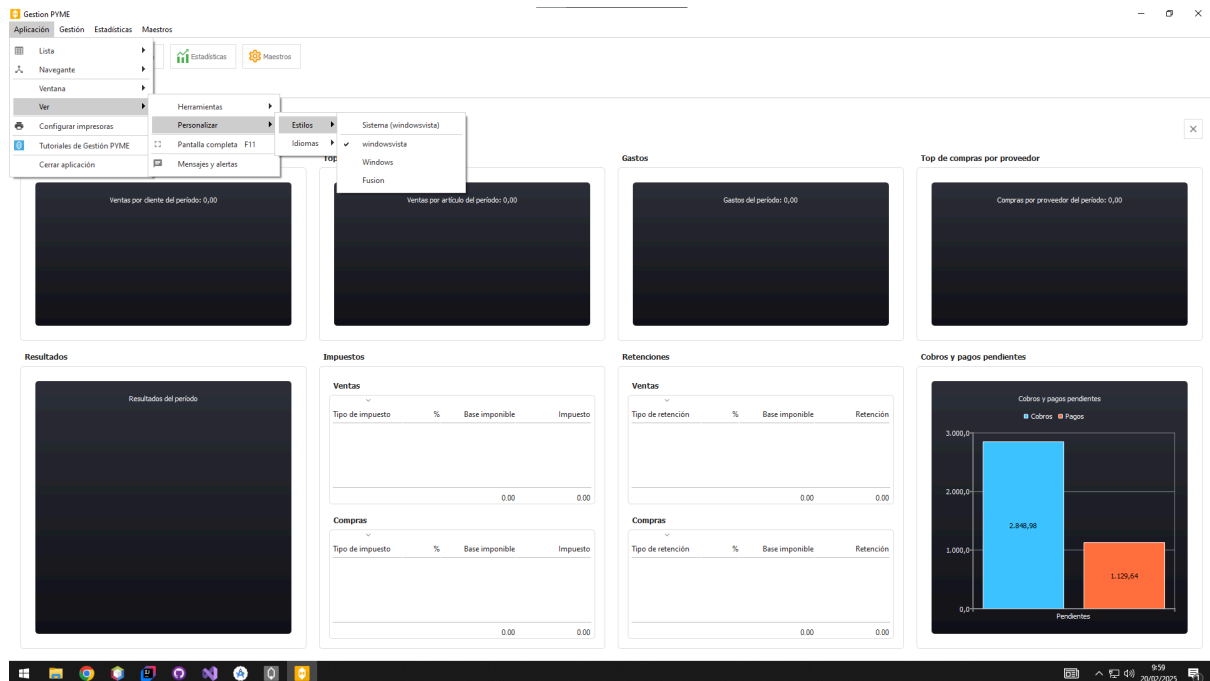 Gestion PYME
Aplicación Gestión Estadísticas Maestros
Estadísticas Maestros
Lista
Navegante
Ventana
Ver
Configurar impresoras
Tutoriales de Gestión PYME
Cerrar aplicación
Herramientas
Personalizar
Pantalla completa F11
Mensajes y alertas
Estilos
Idiomas
Sistema (windowsvista)
windowsvista
Windows
Fusion
Top
Gastos
Top de compras por proveedor
Ventas por cliente del período: 0,00
Ventas por artículo del período: 0,00
Gastos del período: 0,00
Compras por proveedor del período: 0,00
Resultados
Impuestos
Retenciones
Cobros y pagos pendientes
Resultados del período
Ventas
Tipo de impuesto % Base imponible Impuesto
0.00 0.00
Compras
Tipo de impuesto % Base imponible Impuesto
0.00 0.00
Ventas
Tipo de retención % Base imponible Retención
0.00 0.00
Compras
Tipo de retención % Base imponible Retención
0.00 0.00
Cobros y pagos pendientes
Cobros Pagos
3.000,0
2.000,0
1.000,0
0,0
2.848,98
1.129,64
Pendientes
9:59
20/02/2025